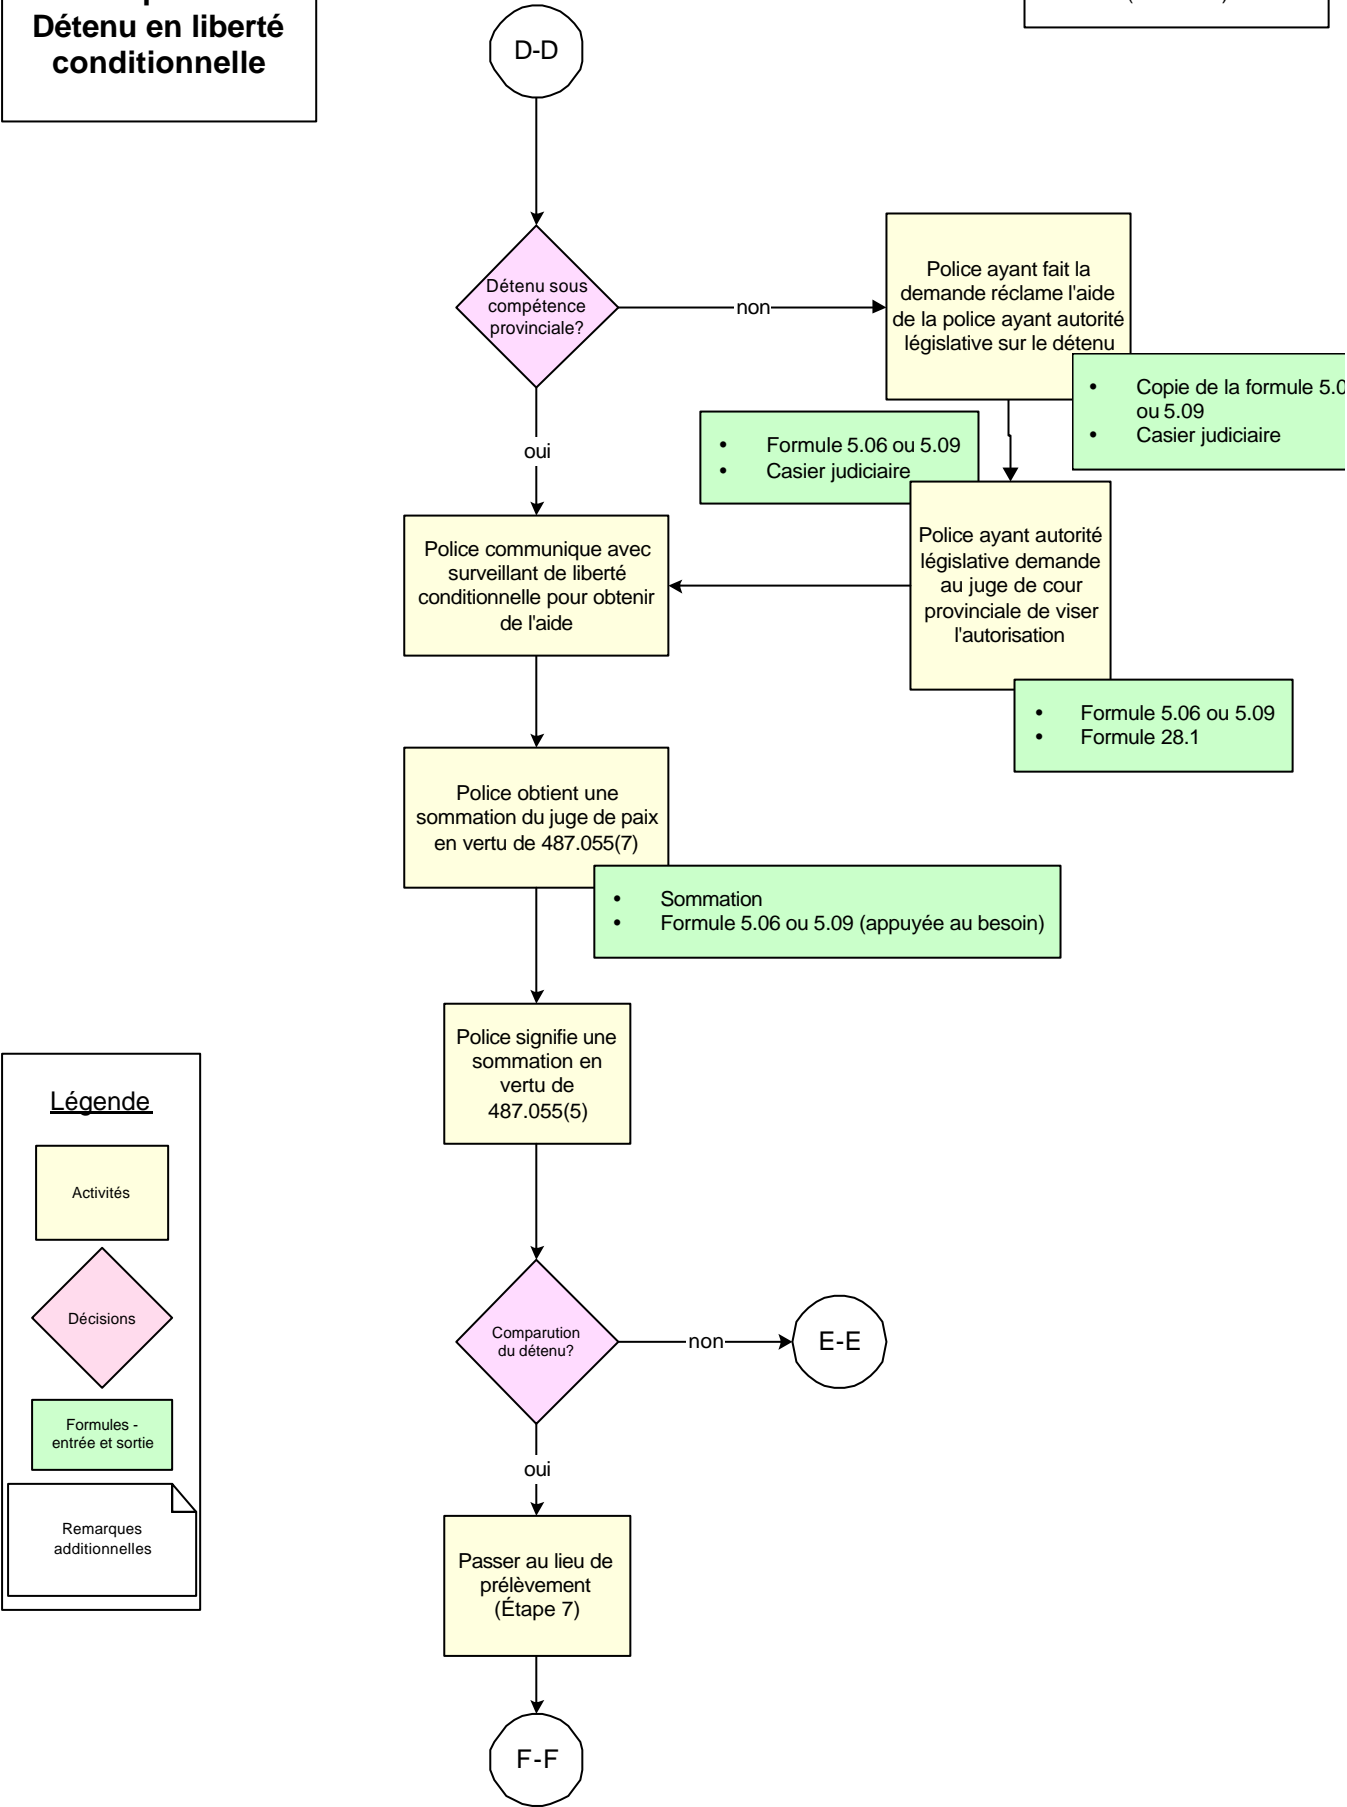 Détenu en liberté
conditionnelle
D-D
Détenu sous
compétence
provinciale?
non
Police ayant fait la
demande réclame l'aide
de la police ayant autorité
législative sur le détenu
• Copie de la formule 5.0
ou 5.09
• Casier judiciaire
oui
• Formule 5.06 ou 5.09
• Casier judiciaire
Police communique avec
surveillant de liberté
conditionnelle pour obtenir
de l'aide
Police ayant autorité
législative demande
au juge de cour
provinciale de viser
l'autorisation
• Formule 5.06 ou 5.09
• Formule 28.1
Police obtient une
sommation du juge de paix
en vertu de 487.055(7)
• Sommation
• Formule 5.06 ou 5.09 (appuyée au besoin)
Police signifie une
sommation en
vertu de
487.055(5)
Légende
Activités
Décisions
Formules -
entrée et sortie
Remarques
additionnelles
Comparution
du détenu?
non
E-E
oui
Passer au lieu de
prélèvement
(Étape 7)
F-F